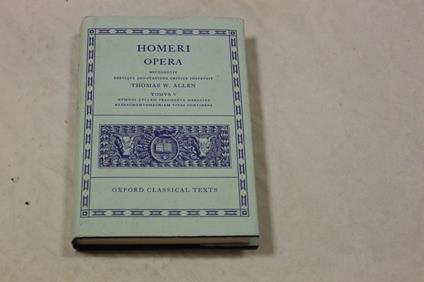 HOMERI
OPERA
RECOGNOVIT
BREVIQVE ADNOTATIONE CRITICA INSTRVXIT
THOMAS W. ALLEN
TOMVS V
HYMNOS CYCLVM FRAGMENTA MARGITEN
BATRACHOMYOMACHIAM VITAS CONTINENS
OXFORD CLASSICAL TEXTS